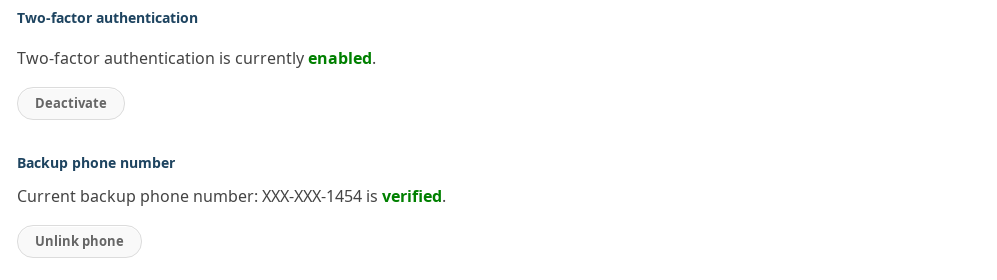 Two-factor authentication
Two-factor authentication is currently enabled.
Deactivate
Backup phone number
Current backup phone number: XXX-XXX-1454 is verified.
Unlink phone